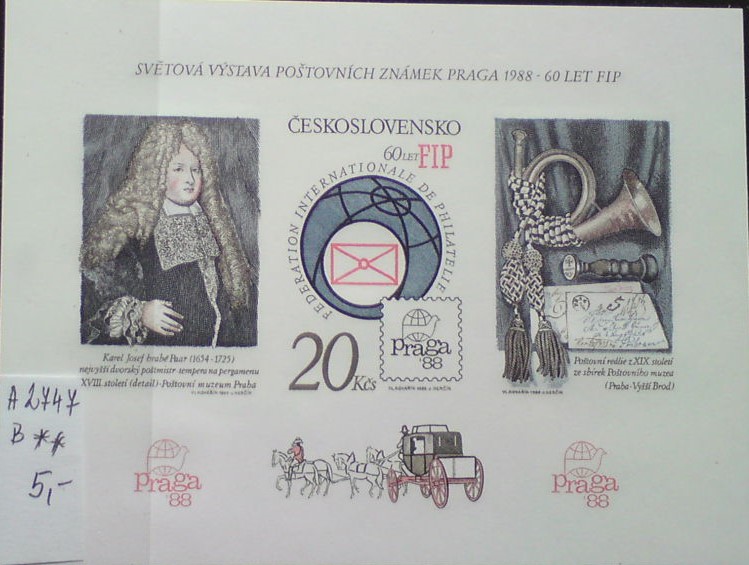 SVĚTOVÁ VÝSTAVA POŠTOVNÍCH ZNÁMEK PRAGA 1988 - 60 LET FIP
ČESKOSLOVENSKO
60 LET FIP
FEDERATION INTERNATIONALE DE PHILATELIE
praga
'88
20 Kčs
Karel Josef hrabě Paar (1654-1725)
nejvyšší dvorský poštmistr-tempera na pergamenu
XVIII. století (detail)-Poštovní muzeum Praha
Poštovní redlie z XIX. století
ze sbírek Poštovního muzea
(Praha-Vyšší Brod)
A 2747
B **
5,-
praga
'88
praga
'88